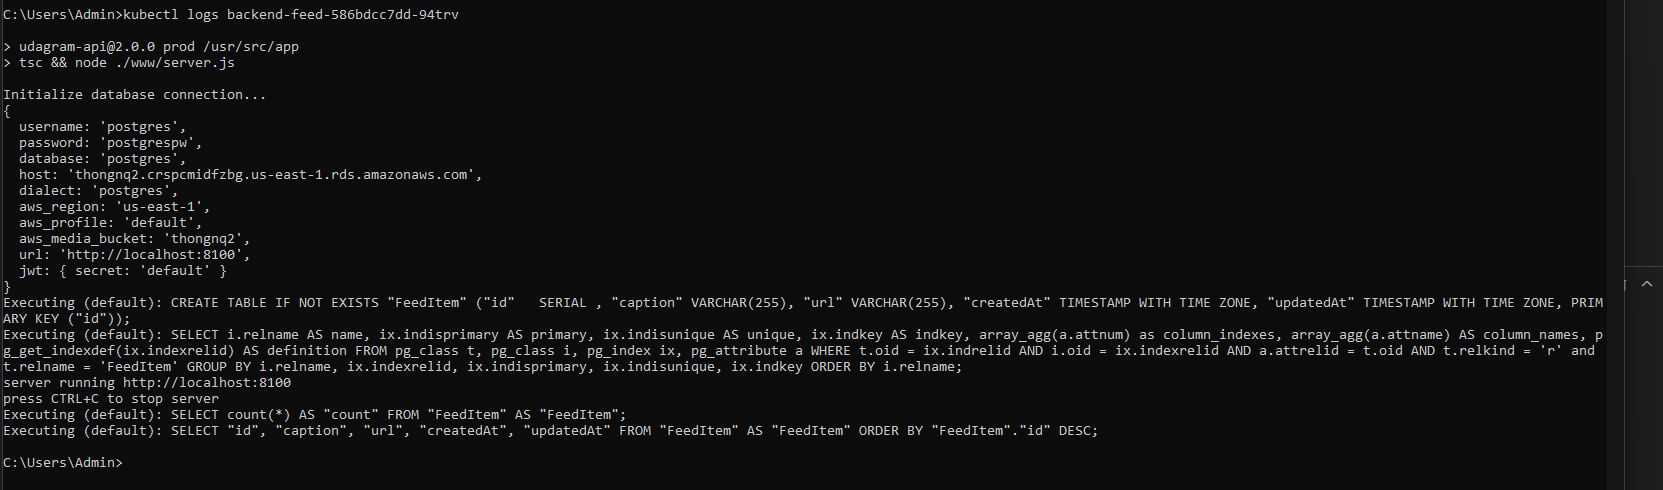 C:\Users\Admin>kubectl logs backend-feed-586bdcc7dd-94trv
> udagram-api@2.0.0 prod /usr/src/app
> tsc && node ./www/server.js
Initialize database connection...
{
  username: 'postgres',
  password: 'postgrespw',
  database: 'postgres',
  host: 'thongnq2.crspcmidfzbg.us-east-1.rds.amazonaws.com',
  dialect: 'postgres',
  aws_region: 'us-east-1',
  aws_profile: 'default',
  aws_media_bucket: 'thongnq2',
  url: 'http://localhost:8100',
  jwt: { secret: 'default' }
}
Executing (default): CREATE TABLE IF NOT EXISTS "FeedItem" ("id"   SERIAL , "caption" VARCHAR(255), "url" VARCHAR(255), "createdAt" TIMESTAMP WITH TIME ZONE, "updatedAt" TIMESTAMP WITH TIME ZONE, PRIM
ARY KEY ("id"));
Executing (default): SELECT i.relname AS name, ix.indisprimary AS primary, ix.indisunique AS unique, ix.indkey AS indkey, array_agg(a.attnum) as column_indexes, array_agg(a.attname) AS column_names, p
g_get_indexdef(ix.indexrelid) AS definition FROM pg_class t, pg_class i, pg_index ix, pg_attribute a WHERE t.oid = ix.indrelid AND i.oid = ix.indexrelid AND a.attrelid = t.oid AND t.relkind = 'r' and
t.relname = 'FeedItem' GROUP BY i.relname, ix.indexrelid, ix.indisprimary, ix.indisunique, ix.indkey ORDER BY i.relname;
server running http://localhost:8100
press CTRL+C to stop server
Executing (default): SELECT count(*) AS "count" FROM "FeedItem" AS "FeedItem";
Executing (default): SELECT "id", "caption", "url", "createdAt", "updatedAt" FROM "FeedItem" AS "FeedItem" ORDER BY "FeedItem"."id" DESC;
C:\Users\Admin>